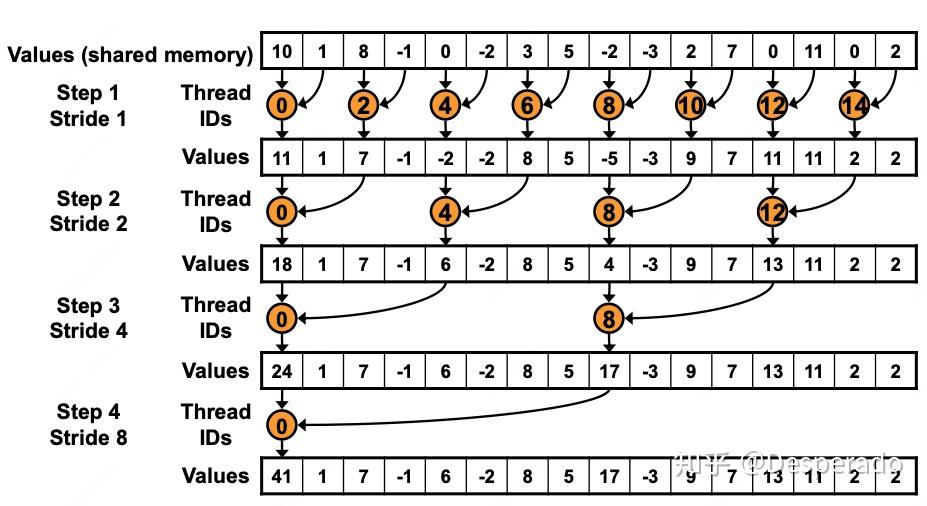 Values (shared memory) 10 1 8 -1 0 -2 3 5 -2 -3 2 7 0 11 0 2
Step 1 Thread 0 2 4 6 8 10 12 14
Stride 1 IDs
Values 11 1 7 -1 -2 -2 8 5 -5 -3 9 7 11 11 2 2
Step 2 Thread 0 4 8 12
Stride 2 IDs
Values 18 1 7 -1 6 -2 8 5 4 -3 9 7 13 11 2 2
Step 3 Thread 0 8
Stride 4 IDs
Values 24 1 7 -1 6 -2 8 5 17 -3 9 7 13 11 2 2
Step 4 Thread 0
Stride 8 IDs
知乎 @Desperado
Values 41 1 7 -1 6 -2 8 5 17 -3 9 7 13 11 2 2